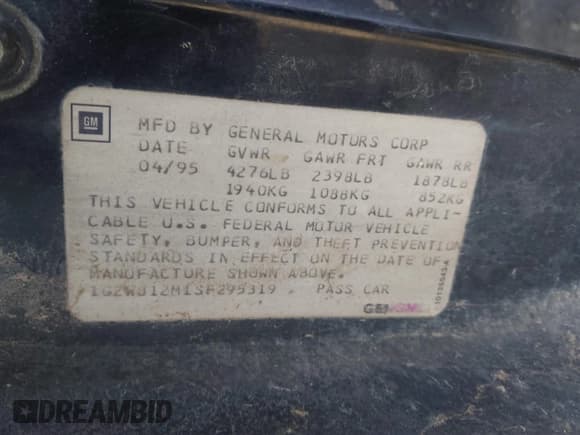 GM
MFD BY GENERAL MOTORS CORP
DATE GVWR GAWR FRT GAWR RR
04/95 4276LB 2398LB 1878LB
1940KG 1088KG 852KG
THIS VEHICLE CONFORMS TO ALL APPLI-
CABLE U.S. FEDERAL MOTOR VEHICLE
SAFETY, BUMPER, AND THEFT PREVENTION
STANDARDS IN EFFECT ON THE DATE OF
MANUFACTURE SHOWN ABOVE.
1G2WJ12M1SF295319 PASS CAR
DREAMBID